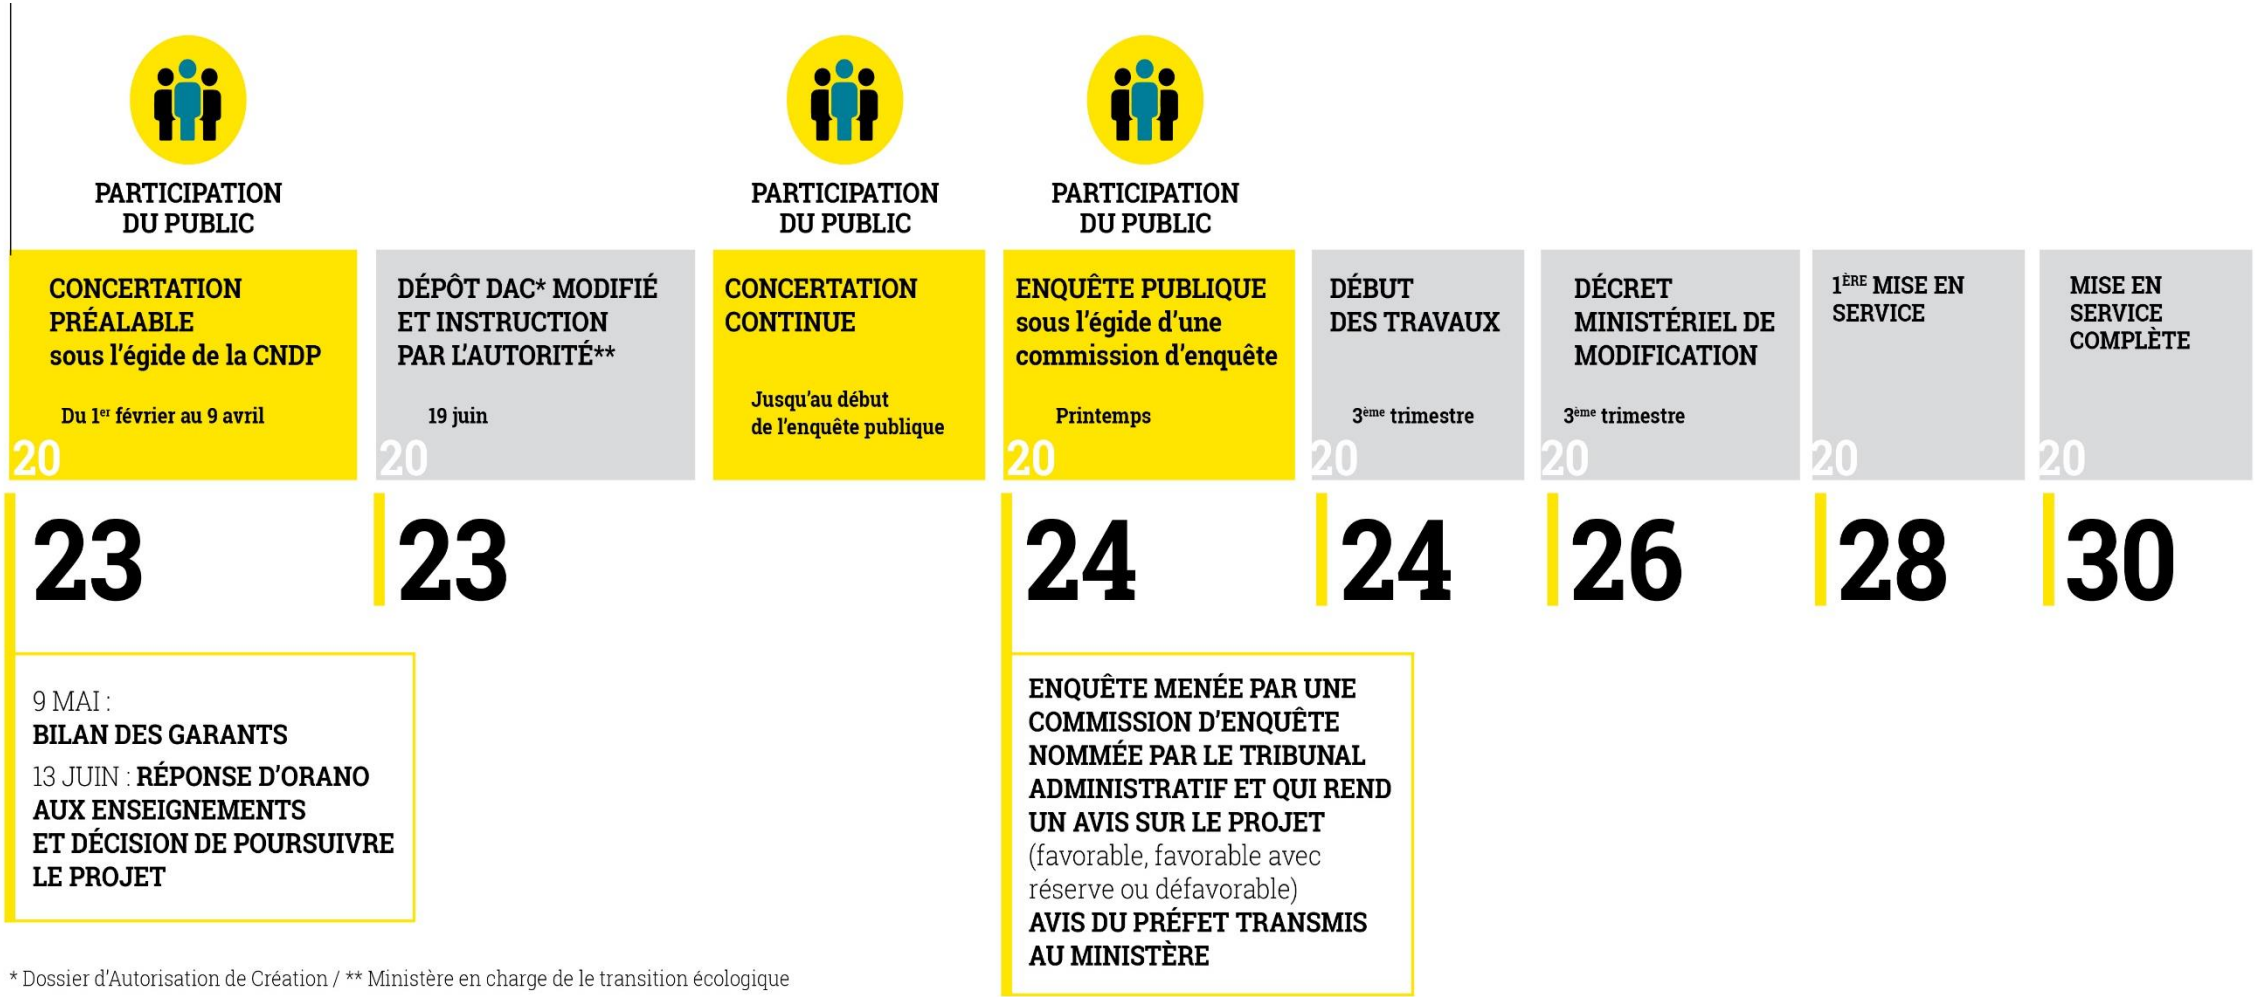 PARTICIPATION
DU PUBLIC
PARTICIPATION
DU PUBLIC
PARTICIPATION
DU PUBLIC
CONCERTATION
PRÉALABLE
sous l'égide de la CNDP
Du 1er février au 9 avril
20
23
DÉPÔT DAC* MODIFIÉ
ET INSTRUCTION
PAR L'AUTORITÉ**
19 juin
20
23
CONCERTATION
CONTINUE
Jusqu'au début
de l'enquête publique
ENQUÊTE PUBLIQUE
sous l'égide d'une
commission d'enquête
Printemps
20
24
DÉBUT
DES TRAVAUX
3ème trimestre
20
24
DÉCRET
MINISTÉRIEL DE
MODIFICATION
3ème trimestre
20
26
1ÈRE MISE EN
SERVICE
20
28
MISE EN
SERVICE
COMPLÈTE
20
30
9 MAI :
BILAN DES GARANTS
13 JUIN : RÉPONSE D'ORANO
AUX ENSEIGNEMENTS
ET DÉCISION DE POURSUIVRE
LE PROJET
ENQUÊTE MENÉE PAR UNE
COMMISSION D'ENQUÊTE
NOMMÉE PAR LE TRIBUNAL
ADMINISTRATIF ET QUI REND
UN AVIS SUR LE PROJET
(favorable, favorable avec
réserve ou défavorable)
AVIS DU PRÉFET TRANSMIS
AU MINISTÈRE
* Dossier d'Autorisation de Création / ** Ministère en charge de le transition écologique